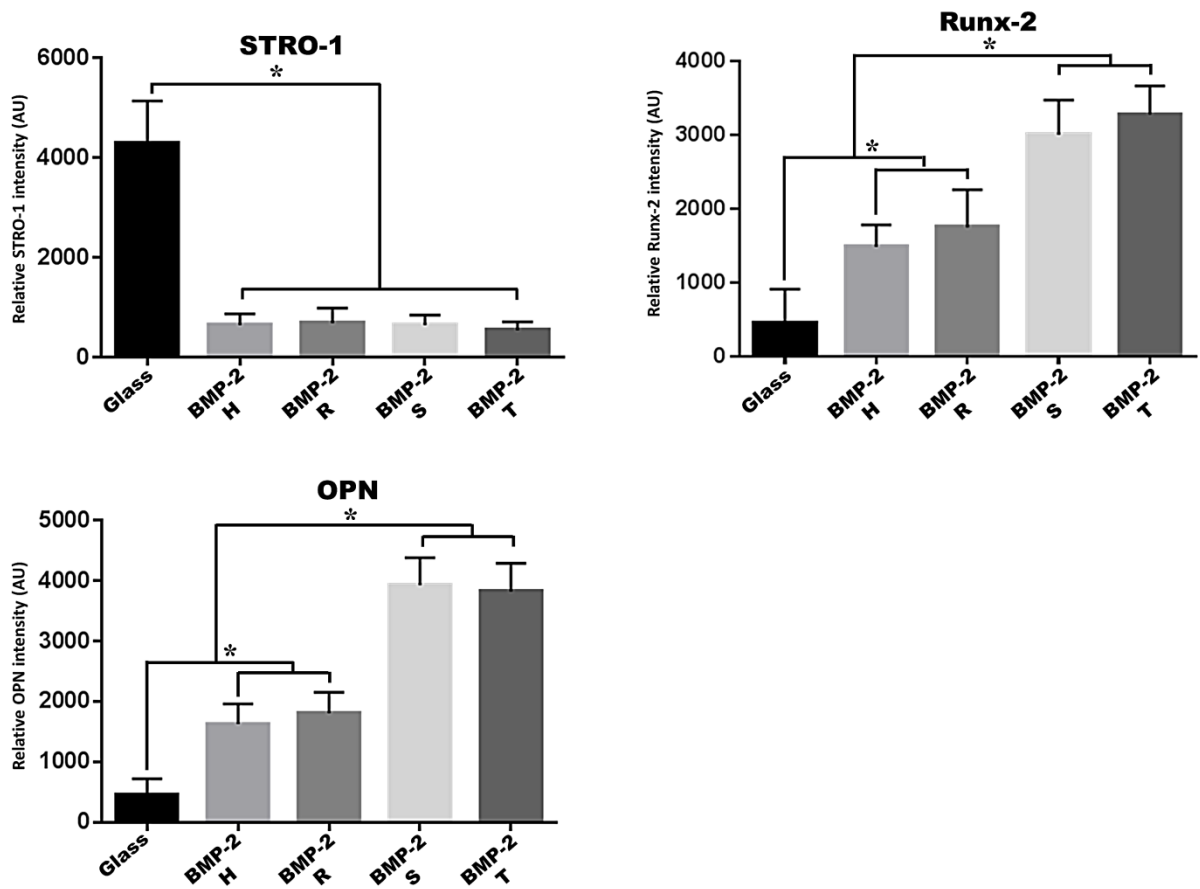 STRO-1
Relative STRO-1 intensity (AU)
6000
4000
2000
0
*
Glass
BMP-2
H
BMP-2
R
BMP-2
S
BMP-2
T
Runx-2
Relative Runx-2 intensity (AU)
4000
3000
2000
1000
0
*
*
Glass
BMP-2
H
BMP-2
R
BMP-2
S
BMP-2
T
OPN
Relative OPN intensity (AU)
5000
4000
3000
2000
1000
0
*
*
Glass
BMP-2
H
BMP-2
R
BMP-2
S
BMP-2
T